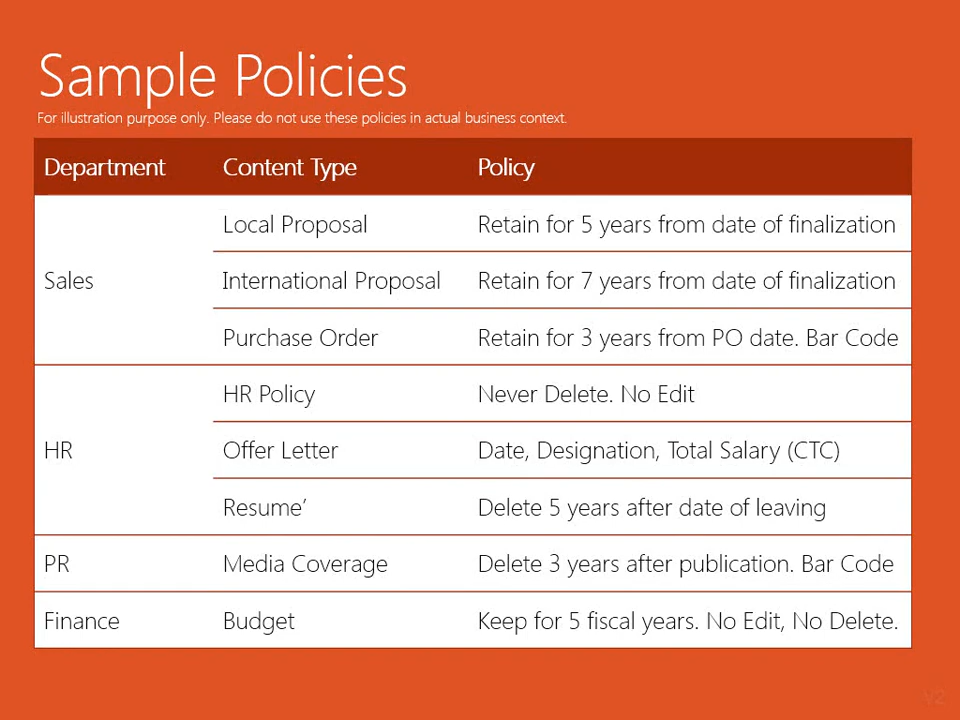 Sample Policies
For illustration purpose only. Please do not use these policies in actual business context.
Department Content Type Policy
Sales
Local Proposal Retain for 5 years from date of finalization
International Proposal Retain for 7 years from date of finalization
Purchase Order Retain for 3 years from PO date. Bar Code
HR
HR Policy Never Delete. No Edit
Offer Letter Date, Designation, Total Salary (CTC)
Resume’ Delete 5 years after date of leaving
PR Media Coverage Delete 3 years after publication. Bar Code
Finance Budget Keep for 5 fiscal years. No Edit, No Delete.
V2